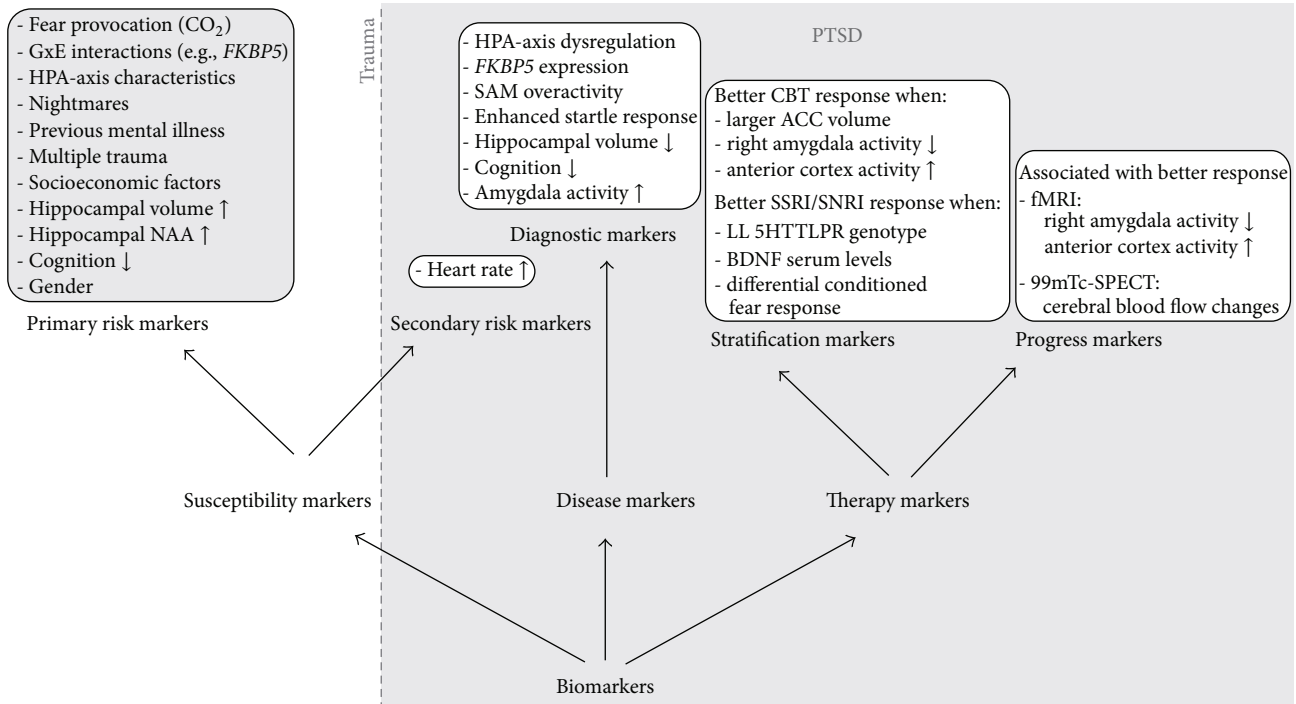 - Fear provocation (CO₂)
- GxE interactions (e.g., FKBP5)
- HPA-axis characteristics
- Nightmares
- Previous mental illness
- Multiple trauma
- Socioeconomic factors
- Hippocampal volume ↑
- Hippocampal NAA ↑
- Cognition ↓
- Gender
Primary risk markers
Trauma
PTSD
- HPA-axis dysregulation
- FKBP5 expression
- SAM overactivity
- Enhanced startle response
- Hippocampal volume ↓
- Cognition ↓
- Amygdala activity ↑
Diagnostic markers
- Heart rate ↑
Secondary risk markers
Better CBT response when:
- larger ACC volume
- right amygdala activity ↓
- anterior cortex activity ↑
Better SSRI/SNRI response when:
- LL 5HTTLPR genotype
- BDNF serum levels
- differential conditioned
fear response
Stratification markers
Associated with better response
- fMRI:
right amygdala activity ↓
anterior cortex activity ↑
- 99mTc-SPECT:
cerebral blood flow changes
Progress markers
Susceptibility markers
Disease markers
Therapy markers
Biomarkers